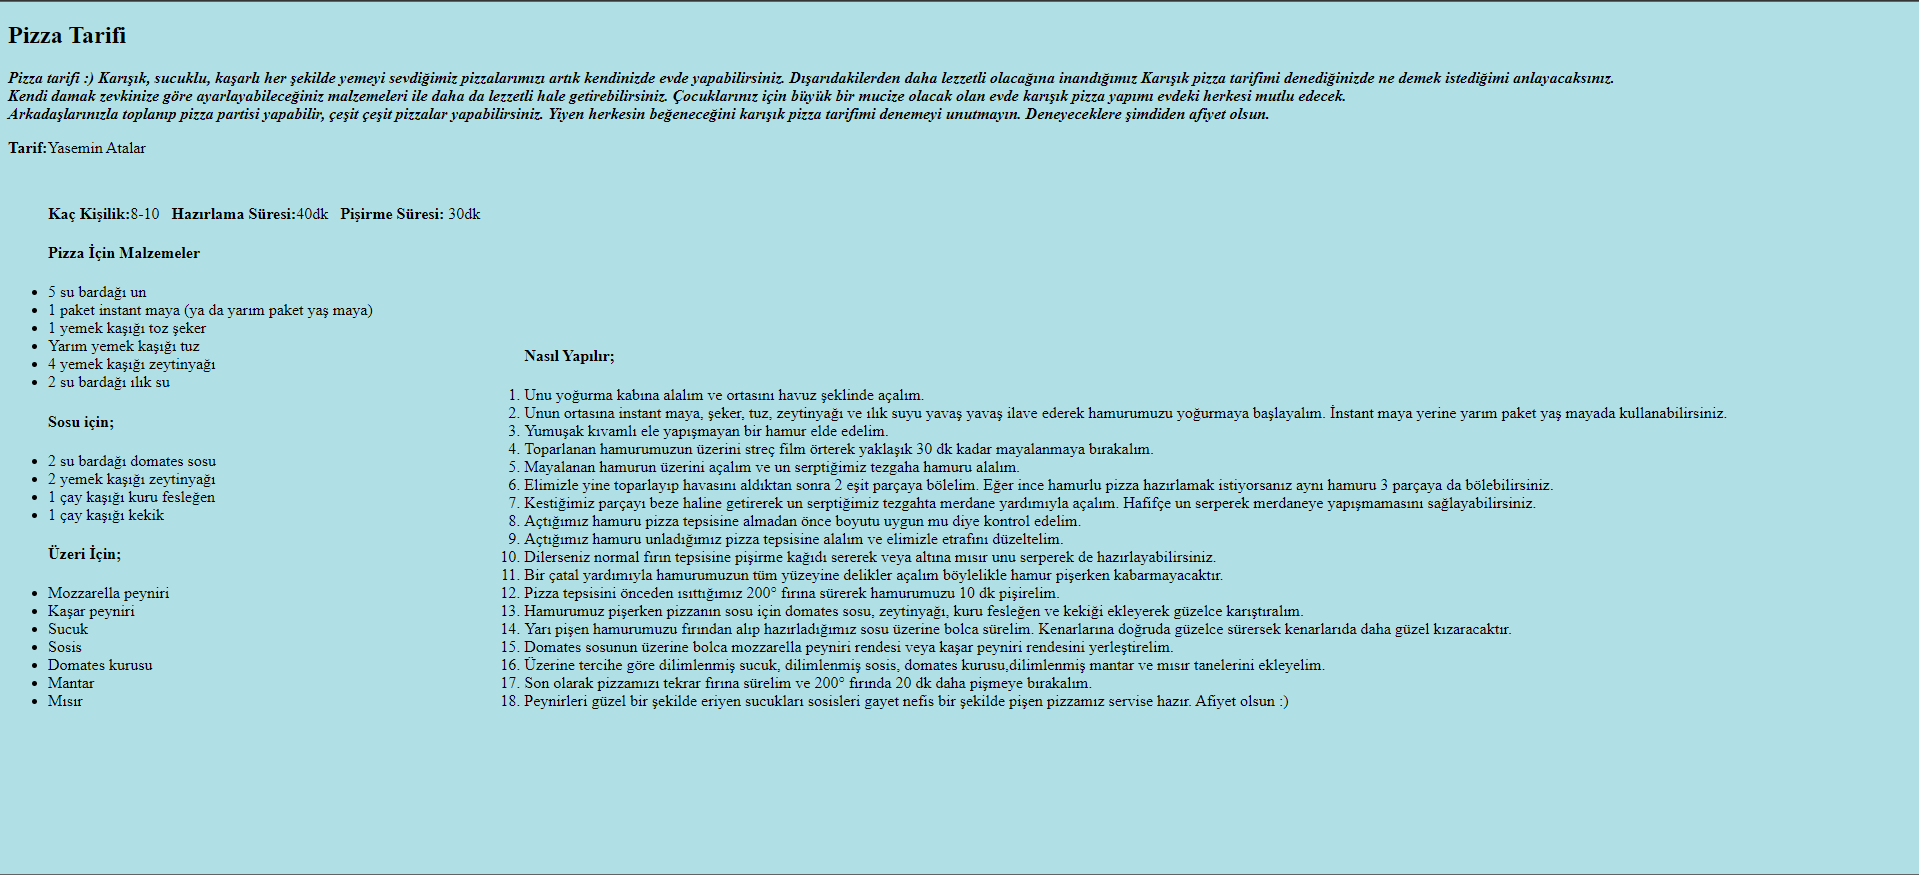 Pizza Tarifi
Pizza tarifi :) Karışık, sucuklu, kaşarlı her şekilde yemeyi sevdiğimiz pizzalarımızı artık kendinizde evde yapabilirsiniz. Dışarıdakilerden daha lezzetli olacağına inandığımız Karışık pizza tarifimi denediğinizde ne demek istediğimi anlayacaksınız.
Kendi damak zevkinize göre ayarlayabileceğiniz malzemeleri ile daha da lezzetli hale getirebilirsiniz. Çocuklarınız için büyük bir mucize olacak olan evde karışık pizza yapımı evdeki herkesi mutlu edecek.
Arkadaşlarınızla toplanıp pizza partisi yapabilir, çeşit çeşit pizzalar yapabilirsiniz. Yiyen herkesin beğeneceğini karışık pizza tarifimi denemeyi unutmayın. Deneyeceklere şimdiden afiyet olsun.
Tarif:Yasemin Atalar
Kaç Kişilik:8-10 Hazırlama Süresi:40dk Pişirme Süresi: 30dk
Pizza İçin Malzemeler
• 5 su bardağı un
• 1 paket instant maya (ya da yarım paket yaş maya)
• 1 yemek kaşığı toz şeker
• Yarım yemek kaşığı tuz
• 4 yemek kaşığı zeytinyağı
• 2 su bardağı ılık su
Sosu için;
• 2 su bardağı domates sosu
• 2 yemek kaşığı zeytinyağı
• 1 çay kaşığı kuru fesleğen
• 1 çay kaşığı kekik
Üzeri İçin;
• Mozzarella peyniri
• Kaşar peyniri
• Sucuk
• Sosis
• Domates kurusu
• Mantar
• Mısır
Nasıl Yapılır;
1. Unu yoğurma kabına alalım ve ortasını havuz şeklinde açalım.
2. Unun ortasına instant maya, şeker, tuz, zeytinyağı ve ılık suyu yavaş yavaş ilave ederek hamurumuzu yoğurmaya başlayalım. İnstant maya yerine yarım paket yaş mayada kullanabilirsiniz.
3. Yumuşak kıvamlı ele yapışmayan bir hamur elde edelim.
4. Toparlanan hamurumuzun üzerini streç film örterek yaklaşık 30 dk kadar mayalanmaya bırakalım.
5. Mayalanan hamurun üzerini açalım ve un serptiğimiz tezgaha hamuru alalım.
6. Elimizle yine toparlayıp havasını aldıktan sonra 2 eşit parçaya bölelim. Eğer ince hamurlu pizza hazırlamak istiyorsanız aynı hamuru 3 parçaya da bölebilirsiniz.
7. Kestiğimiz parçayı beze haline getirerek un serptiğimiz tezgahta merdane yardımıyla açalım. Hafifçe un serperek merdaneye yapışmamasını sağlayabilirsiniz.
8. Açtığımız hamuru pizza tepsisine almadan önce boyutu uygun mu diye kontrol edelim.
9. Açtığımız hamuru unladığımız pizza tepsisine alalım ve elimizle etrafını düzeltelim.
10. Dilerseniz normal fırın tepsisine pişirme kağıdı sererek veya altına mısır unu serperek de hazırlayabilirsiniz.
11. Bir çatal yardımıyla hamurumuzun tüm yüzeyine delikler açalım böylelikle hamur pişerken kabarmayacaktır.
12. Pizza tepsisini önceden ısıttığımız 200° fırına sürerek hamurumuzu 10 dk pişirelim.
13. Hamurumuz pişerken pizzanın sosu için domates sosu, zeytinyağı, kuru fesleğen ve kekiği ekleyerek güzelce karıştıralım.
14. Yarı pişen hamurumuzu fırından alıp hazırladığımız sosu üzerine bolca sürelim. Kenarlarına doğruda güzelce sürersek kenarlarıda daha güzel kızaracaktır.
15. Domates sosunun üzerine bolca mozzarella peyniri rendesi veya kaşar peyniri rendesini yerleştirelim.
16. Üzerine tercihe göre dilimlenmiş sucuk, dilimlenmiş sosis, domates kurusu,dilimlenmiş mantar ve mısır tanelerini ekleyelim.
17. Son olarak pizzamızı tekrar fırına sürelim ve 200° fırında 20 dk daha pişmeye bırakalım.
18. Peynirleri güzel bir şekilde eriyen sucukları sosisleri gayet nefis bir şekilde pişen pizzamız servise hazır. Afiyet olsun :)